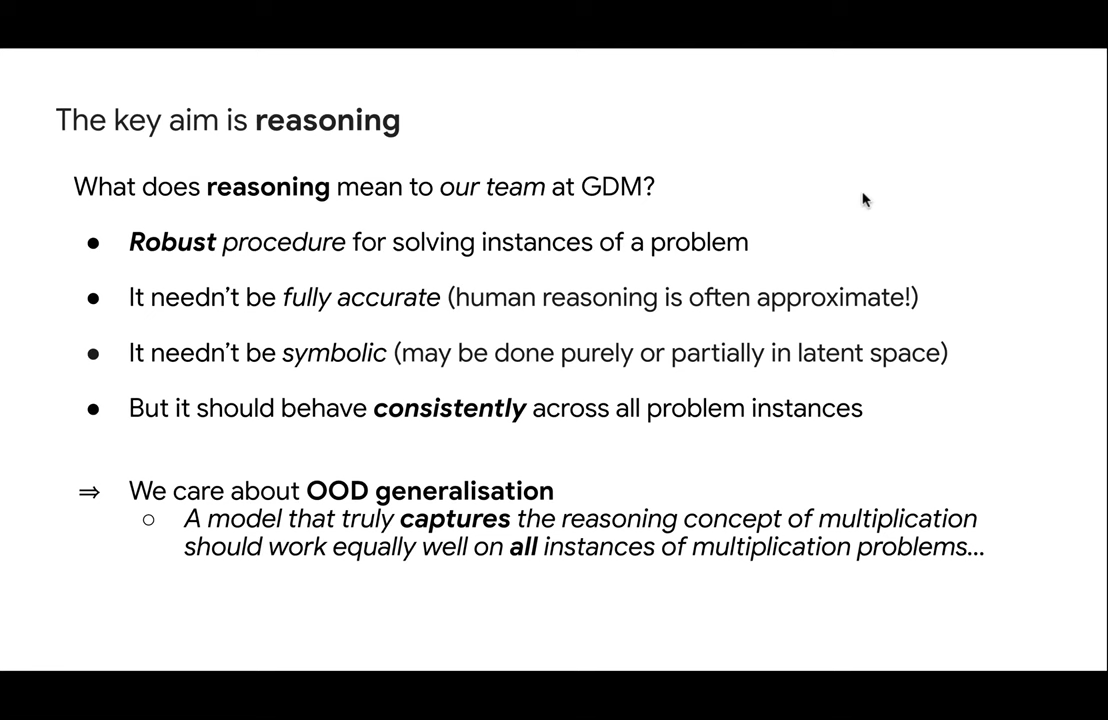 The key aim is reasoning
What does reasoning mean to our team at GDM?
● Robust procedure for solving instances of a problem
● It needn't be fully accurate (human reasoning is often approximate!)
● It needn't be symbolic (may be done purely or partially in latent space)
● But it should behave consistently across all problem instances
⇒ We care about OOD generalisation
○ A model that truly captures the reasoning concept of multiplication
should work equally well on all instances of multiplication problems...